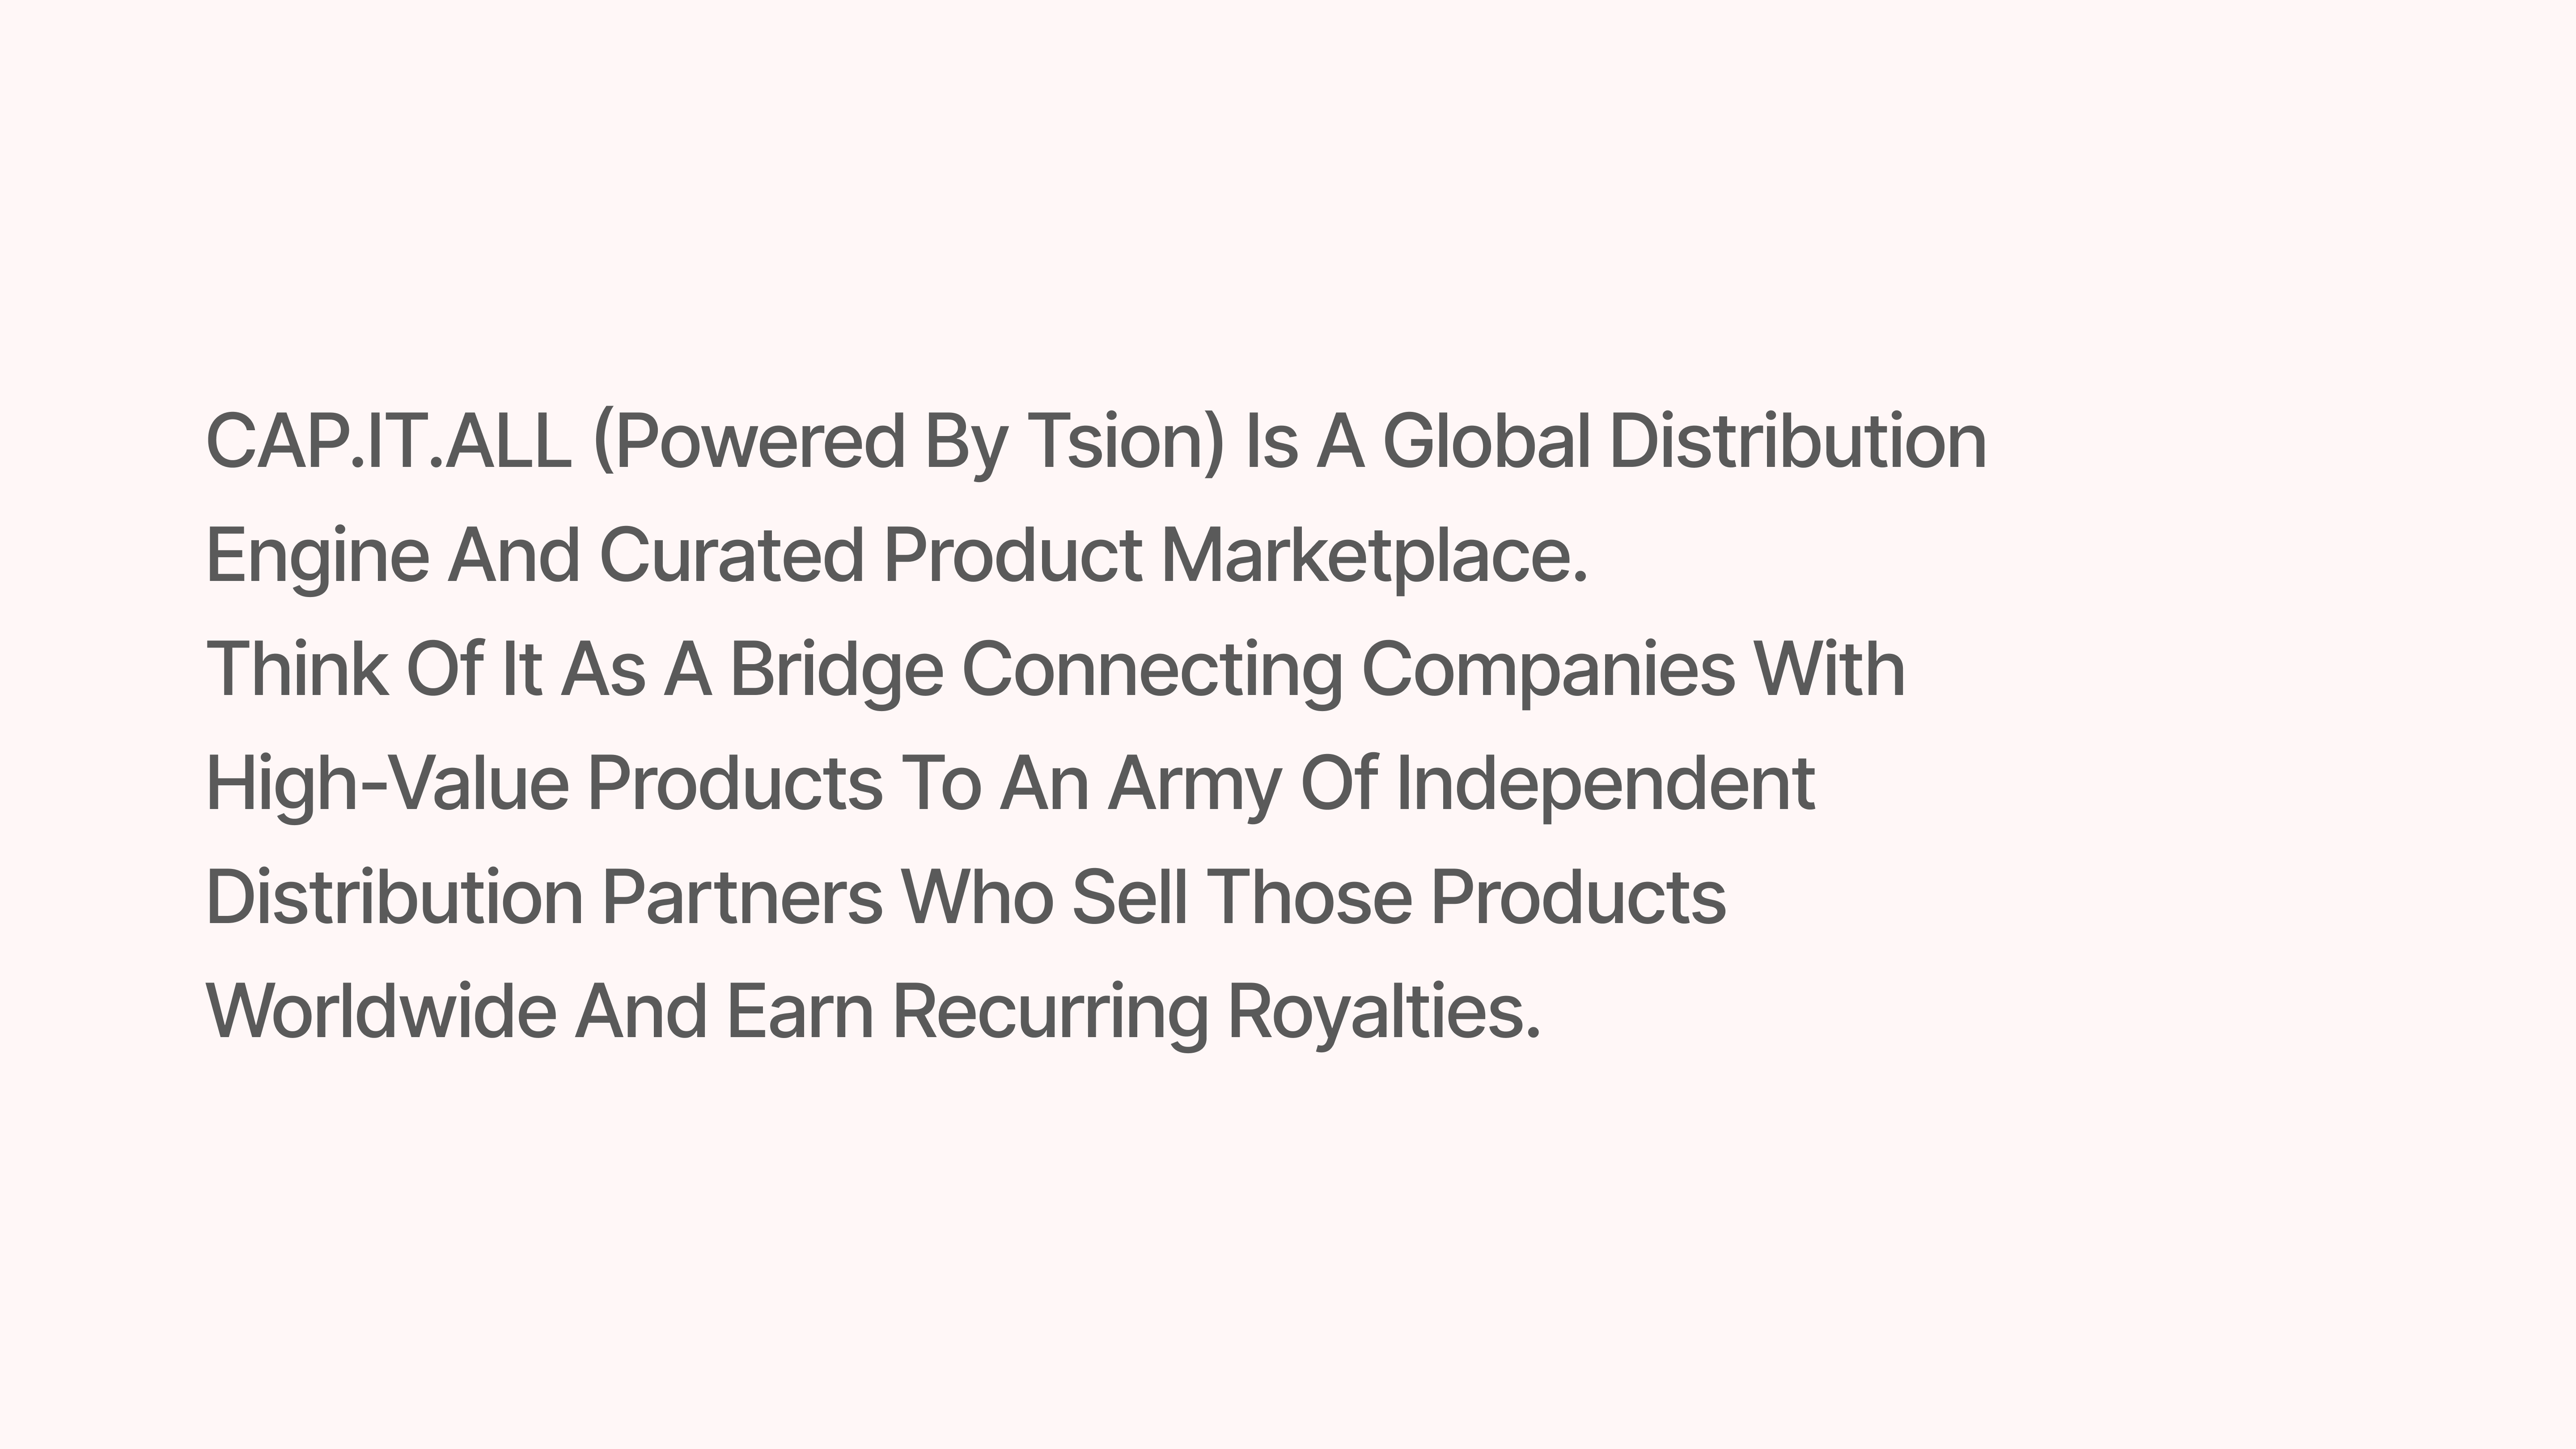 CAP.IT.ALL (Powered By Tsion) Is A Global Distribution
Engine And Curated Product Marketplace.
Think Of It As A Bridge Connecting Companies With
High-Value Products To An Army Of Independent
Distribution Partners Who Sell Those Products
Worldwide And Earn Recurring Royalties.